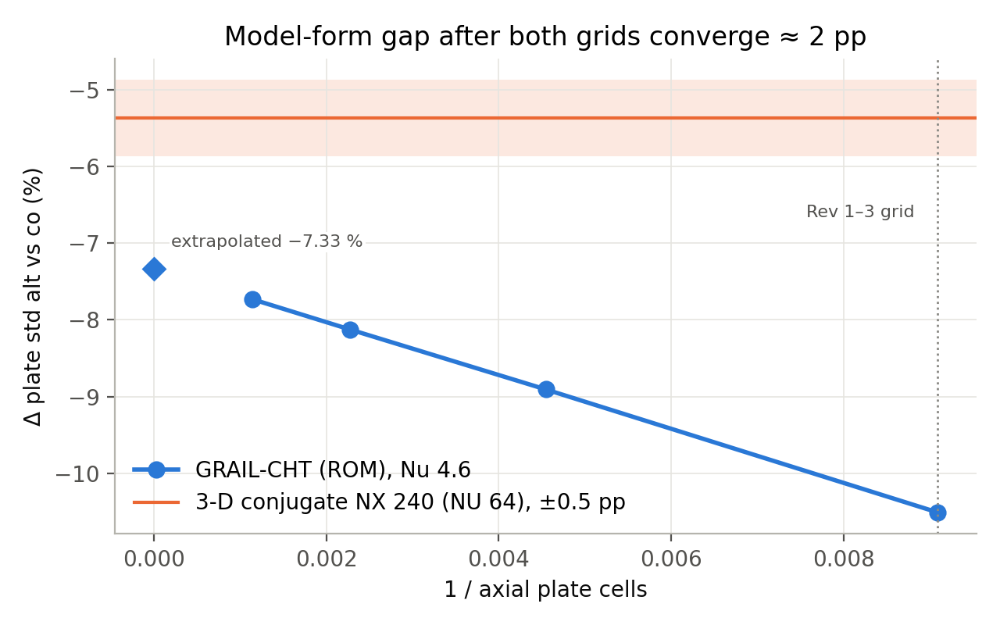 Model-form gap after both grids converge ≈ 2 pp
Δ plate std alt vs co (%)
−5
−6
−7
−8
−9
−10
Rev 1–3 grid
extrapolated −7.33 %
GRAIL-CHT (ROM), Nu 4.6
3-D conjugate NX 240 (NU 64), ±0.5 pp
0.000
0.002
0.004
0.006
0.008
1 / axial plate cells